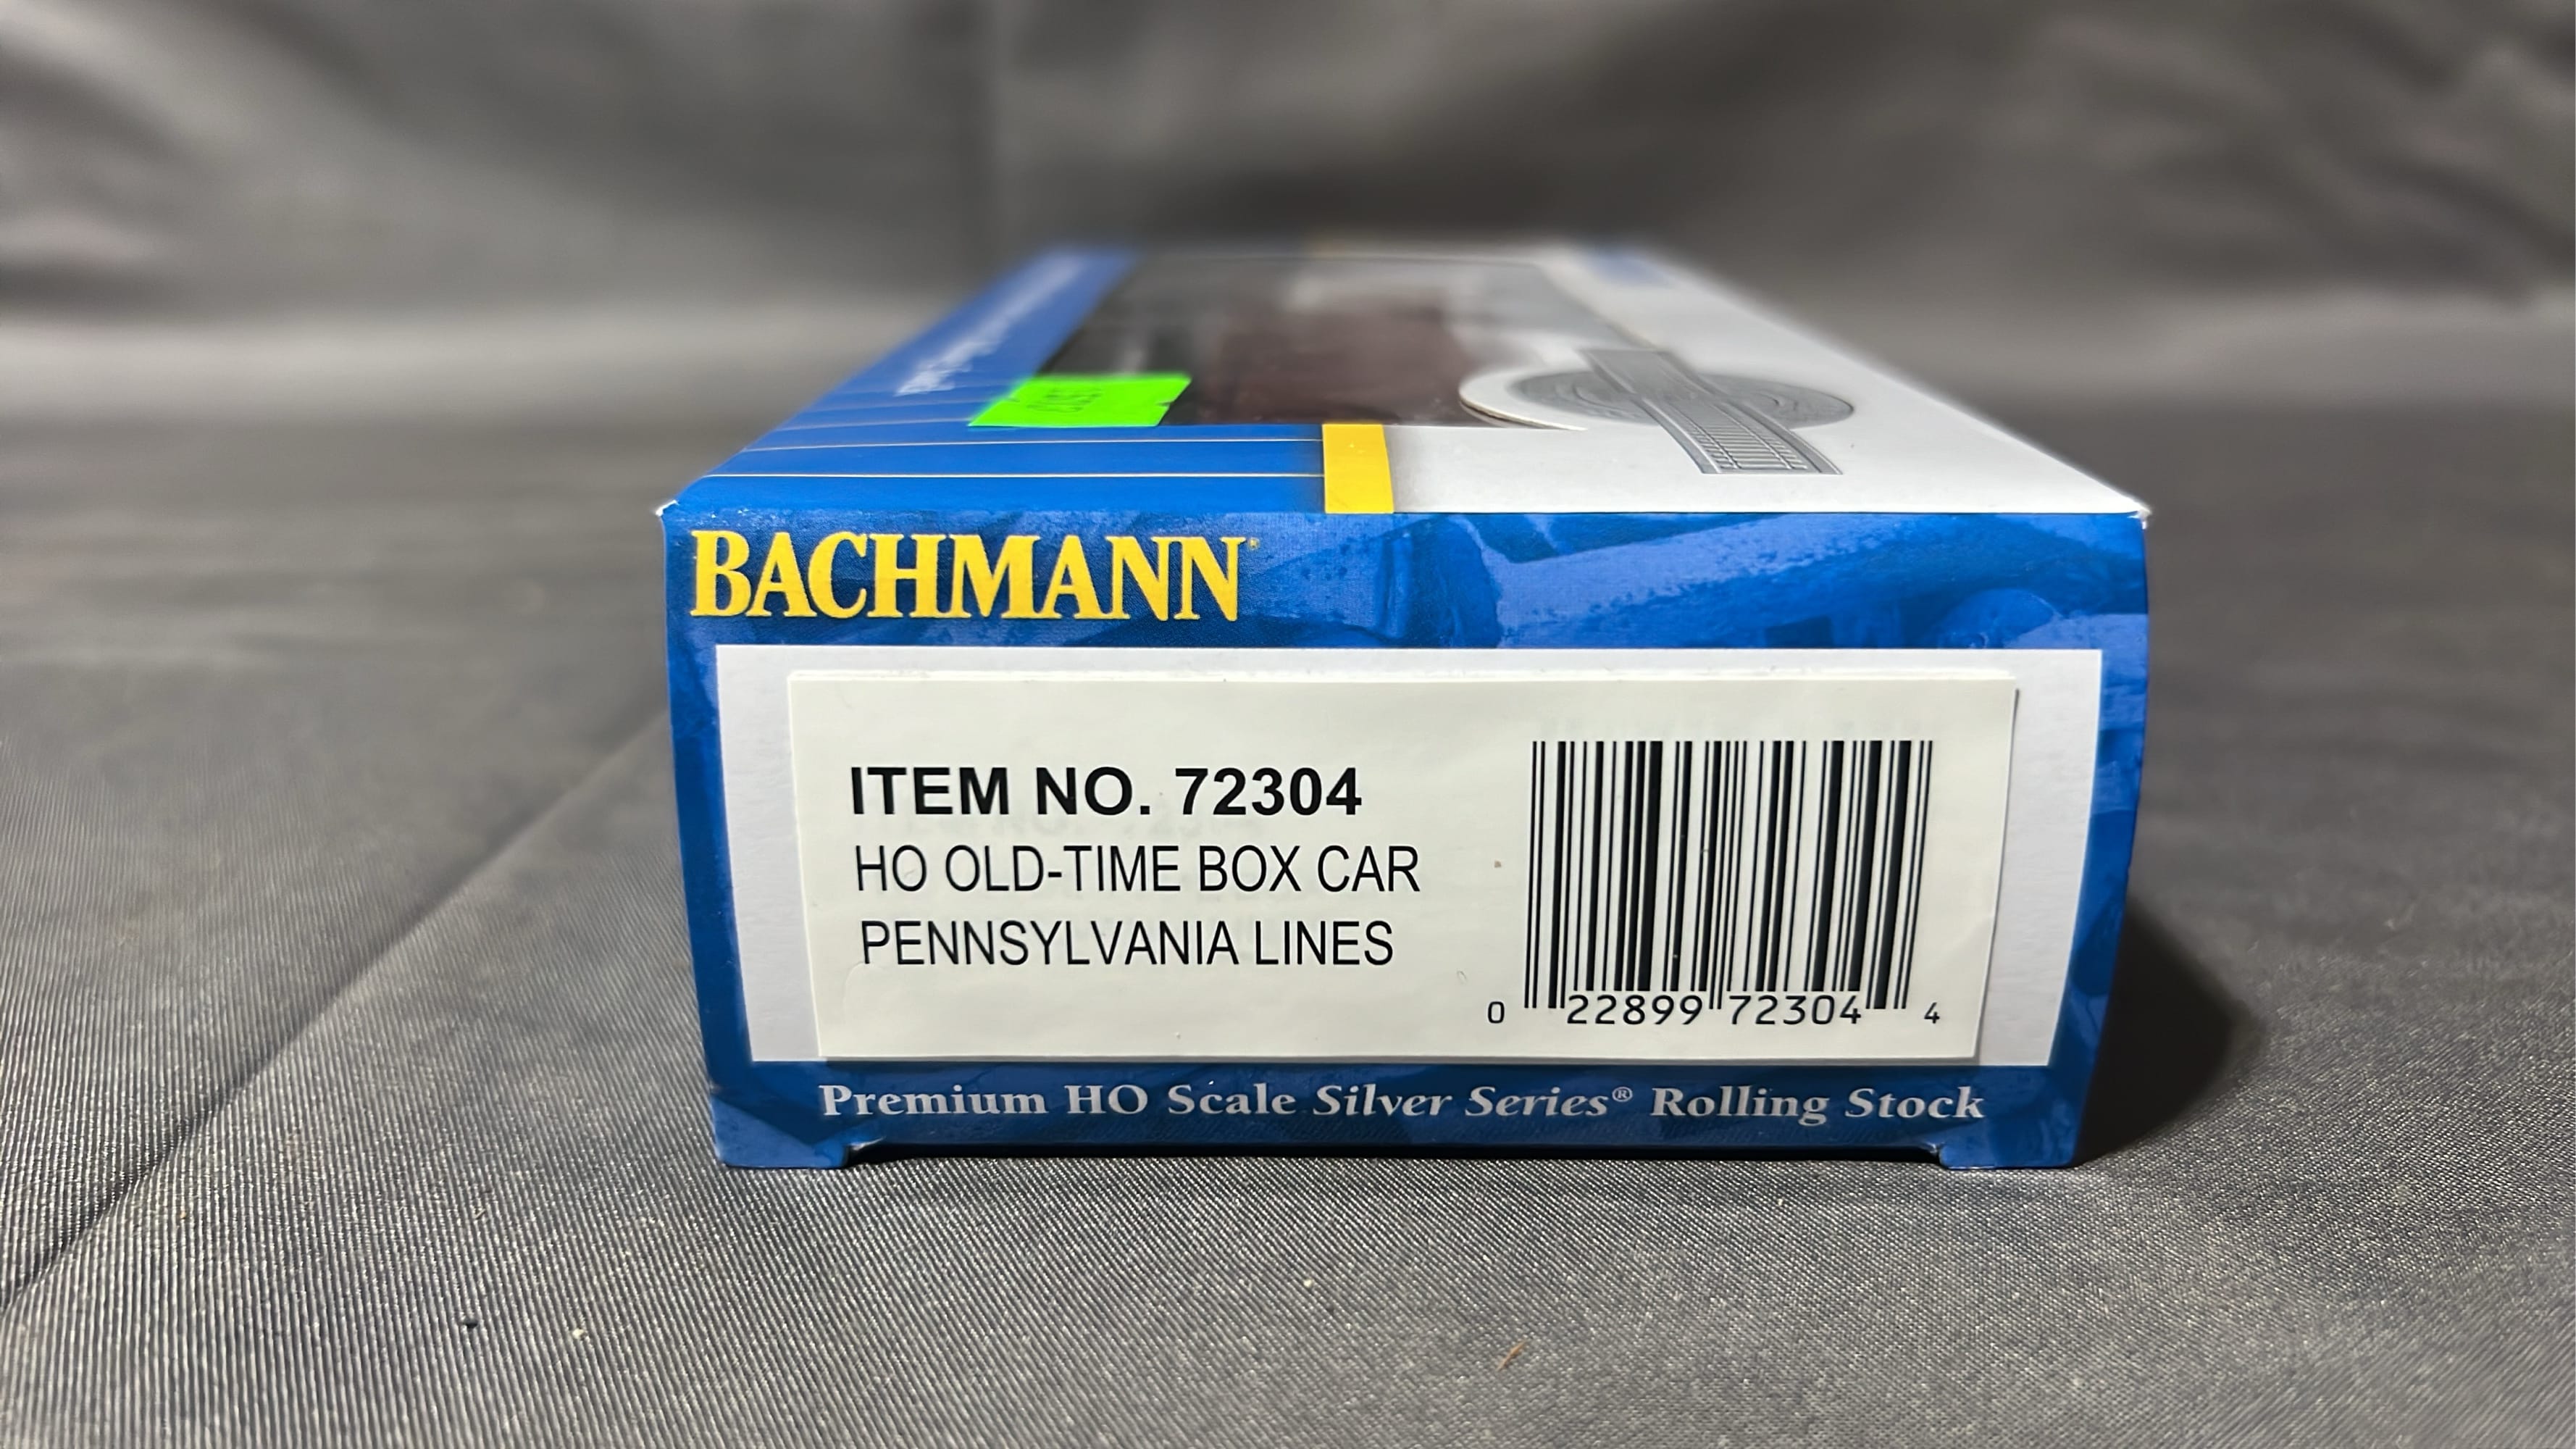 BACHMANN
ITEM NO. 72304
HO OLD-TIME BOX CAR
PENNSYLVANIA LINES
0 22899 72304 4
Premium HO Scale Silver Series® Rolling Stock